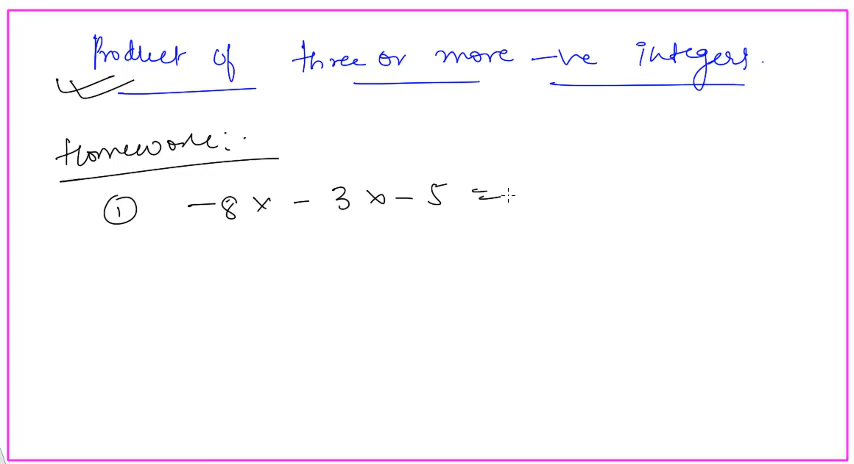 Product of three or more -ve integers.
Homework:-
① -8 x - 3 x - 5 =